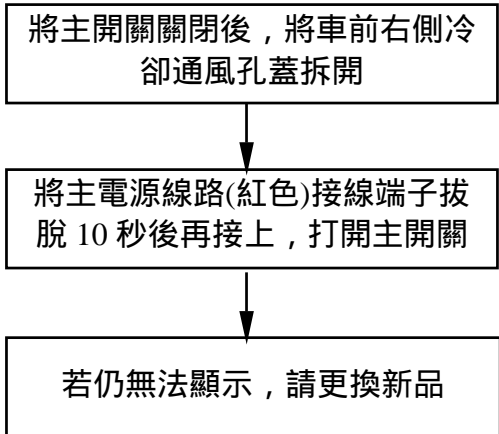 將主開關關閉後，將車前右側冷
卻通風孔蓋拆開
將主電源線路(紅色)接線端子拔
脫 10 秒後再接上，打開主開關
若仍無法顯示，請更換新品